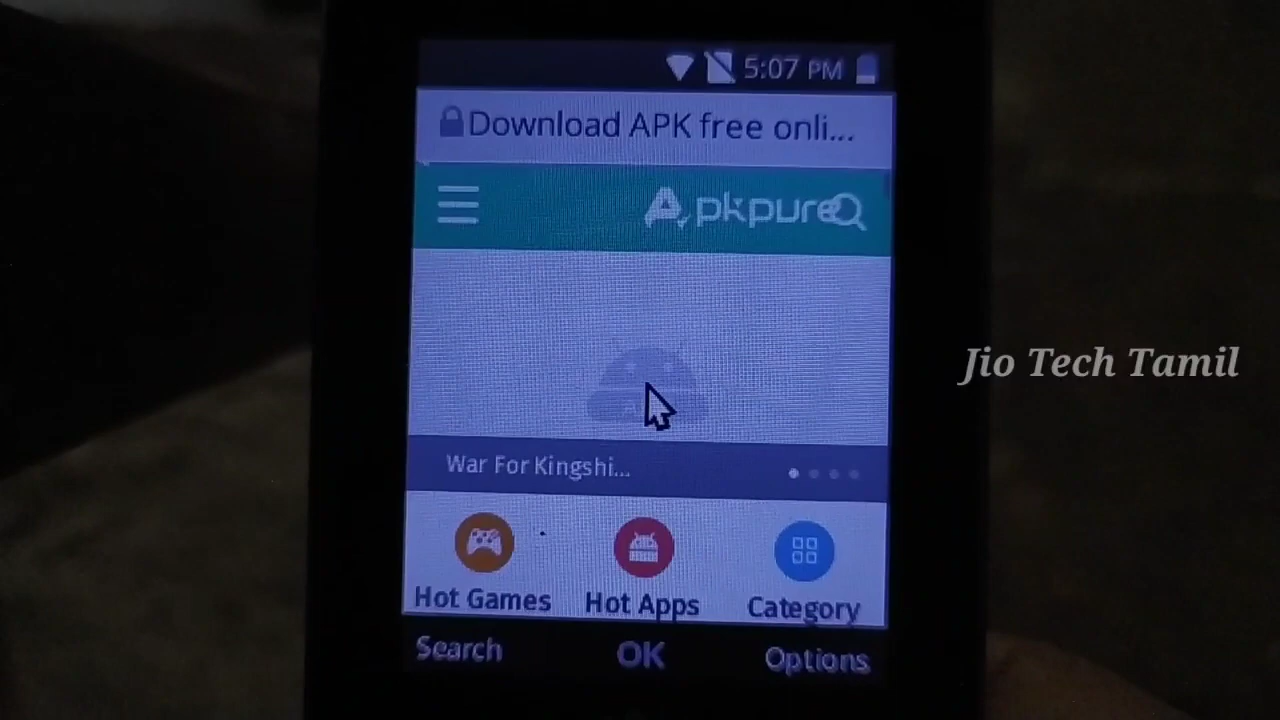 5:07 PM
Download APK free onli...
Apkpure
War For Kingshi...
Hot Games Hot Apps Category
Search OK Options
Jio Tech Tamil